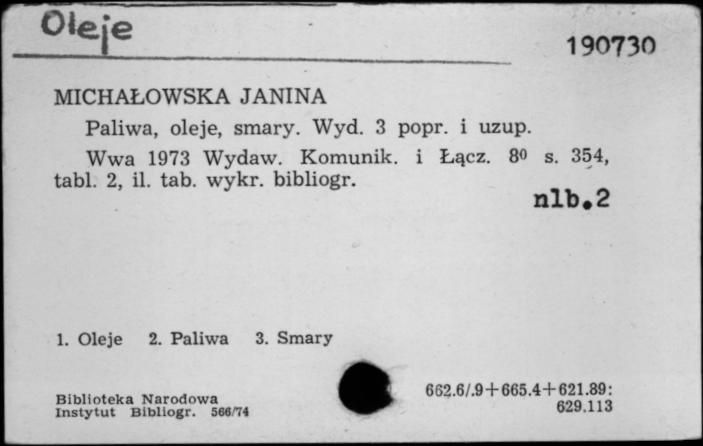 Oleje
190730
MICHAŁOWSKA JANINA
Paliwa, oleje, smary. Wyd. 3 popr. i uzup.
Wwa 1973 Wydaw. Komunik. i Łącz. 8⁰ s. 354,
tabl. 2, il. tab. wykr. bibliogr.
nlb.2
1. Oleje 2. Paliwa 3. Smary
662.6/.9+665.4+621.89:
629.113
Biblioteka Narodowa
Instytut Bibliogr. 566/74